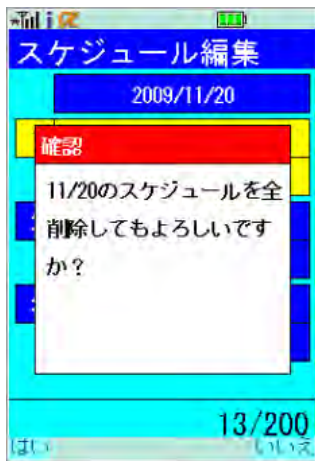 スケジュール編集
2009/11/20
確認
11/20のスケジュールを全
削除してもよろしいです
か？
13/200
はい
いいえ